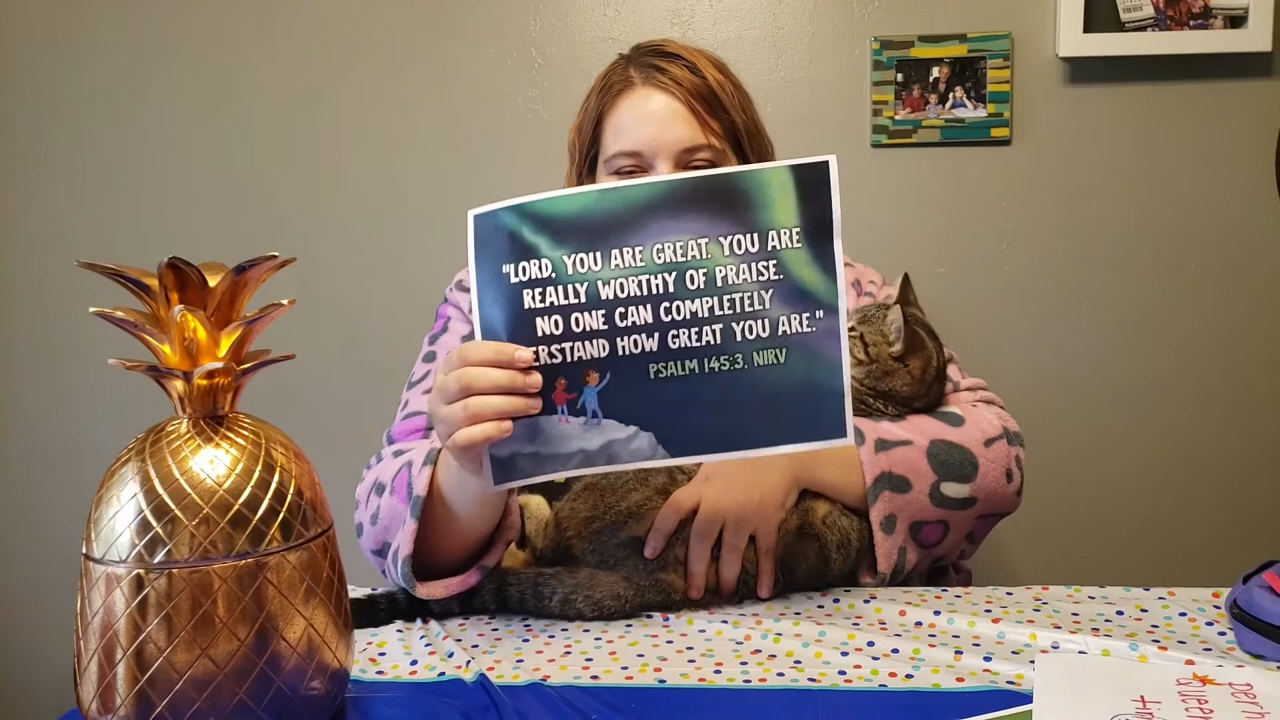 "LORD, YOU ARE GREAT. YOU ARE
REALLY WORTHY OF PRAISE.
NO ONE CAN COMPLETELY
ERSTAND HOW GREAT YOU ARE."
PSALM 145:3, NIRV